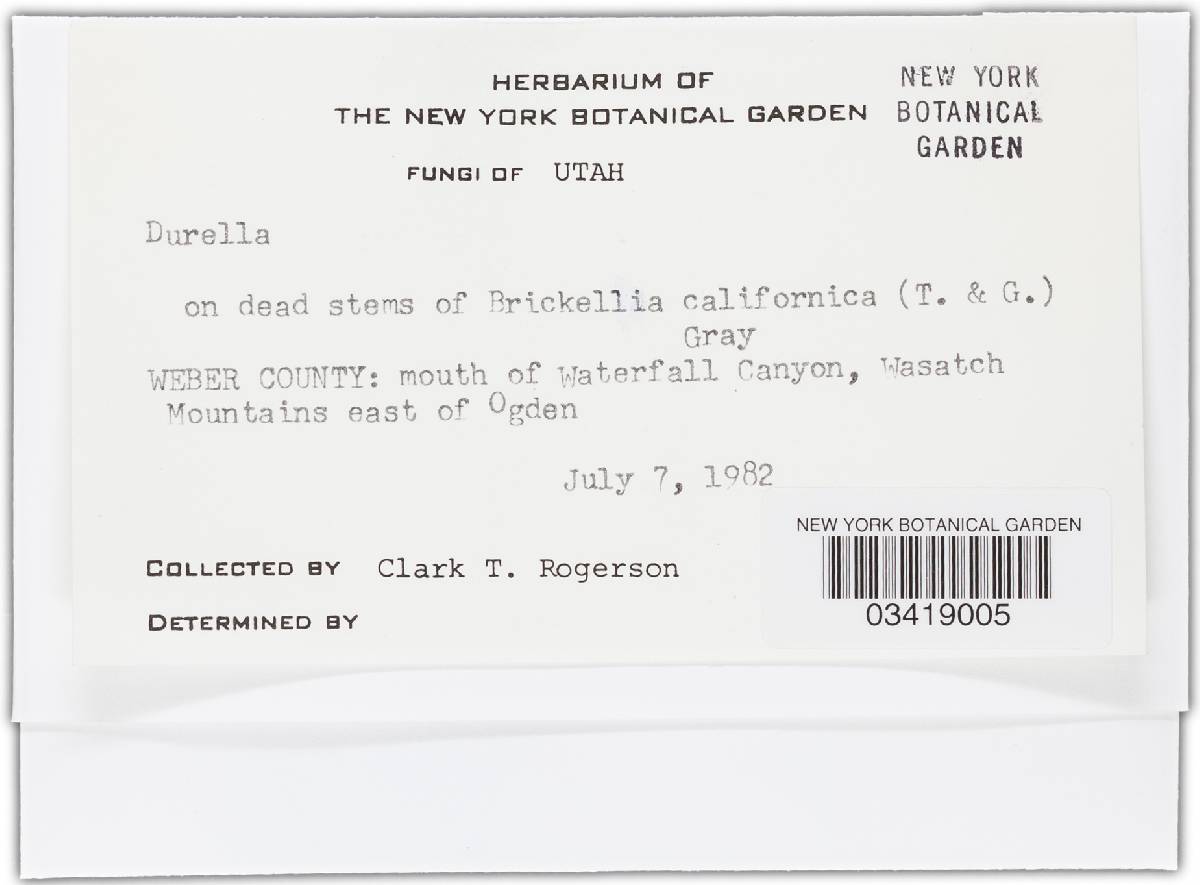 HERBARIUM OF
THE NEW YORK BOTANICAL GARDEN
NEW YORK
BOTANICAL
GARDEN
FUNGI OF UTAH
Durella
on dead stems of Brickellia californica (T. & G.)
Gray
WEBER COUNTY: mouth of Waterfall Canyon, Wasatch
Mountains east of Ogden
July 7, 1982
NEW YORK BOTANICAL GARDEN
03419005
COLLECTED BY Clark T. Rogerson
DETERMINED BY